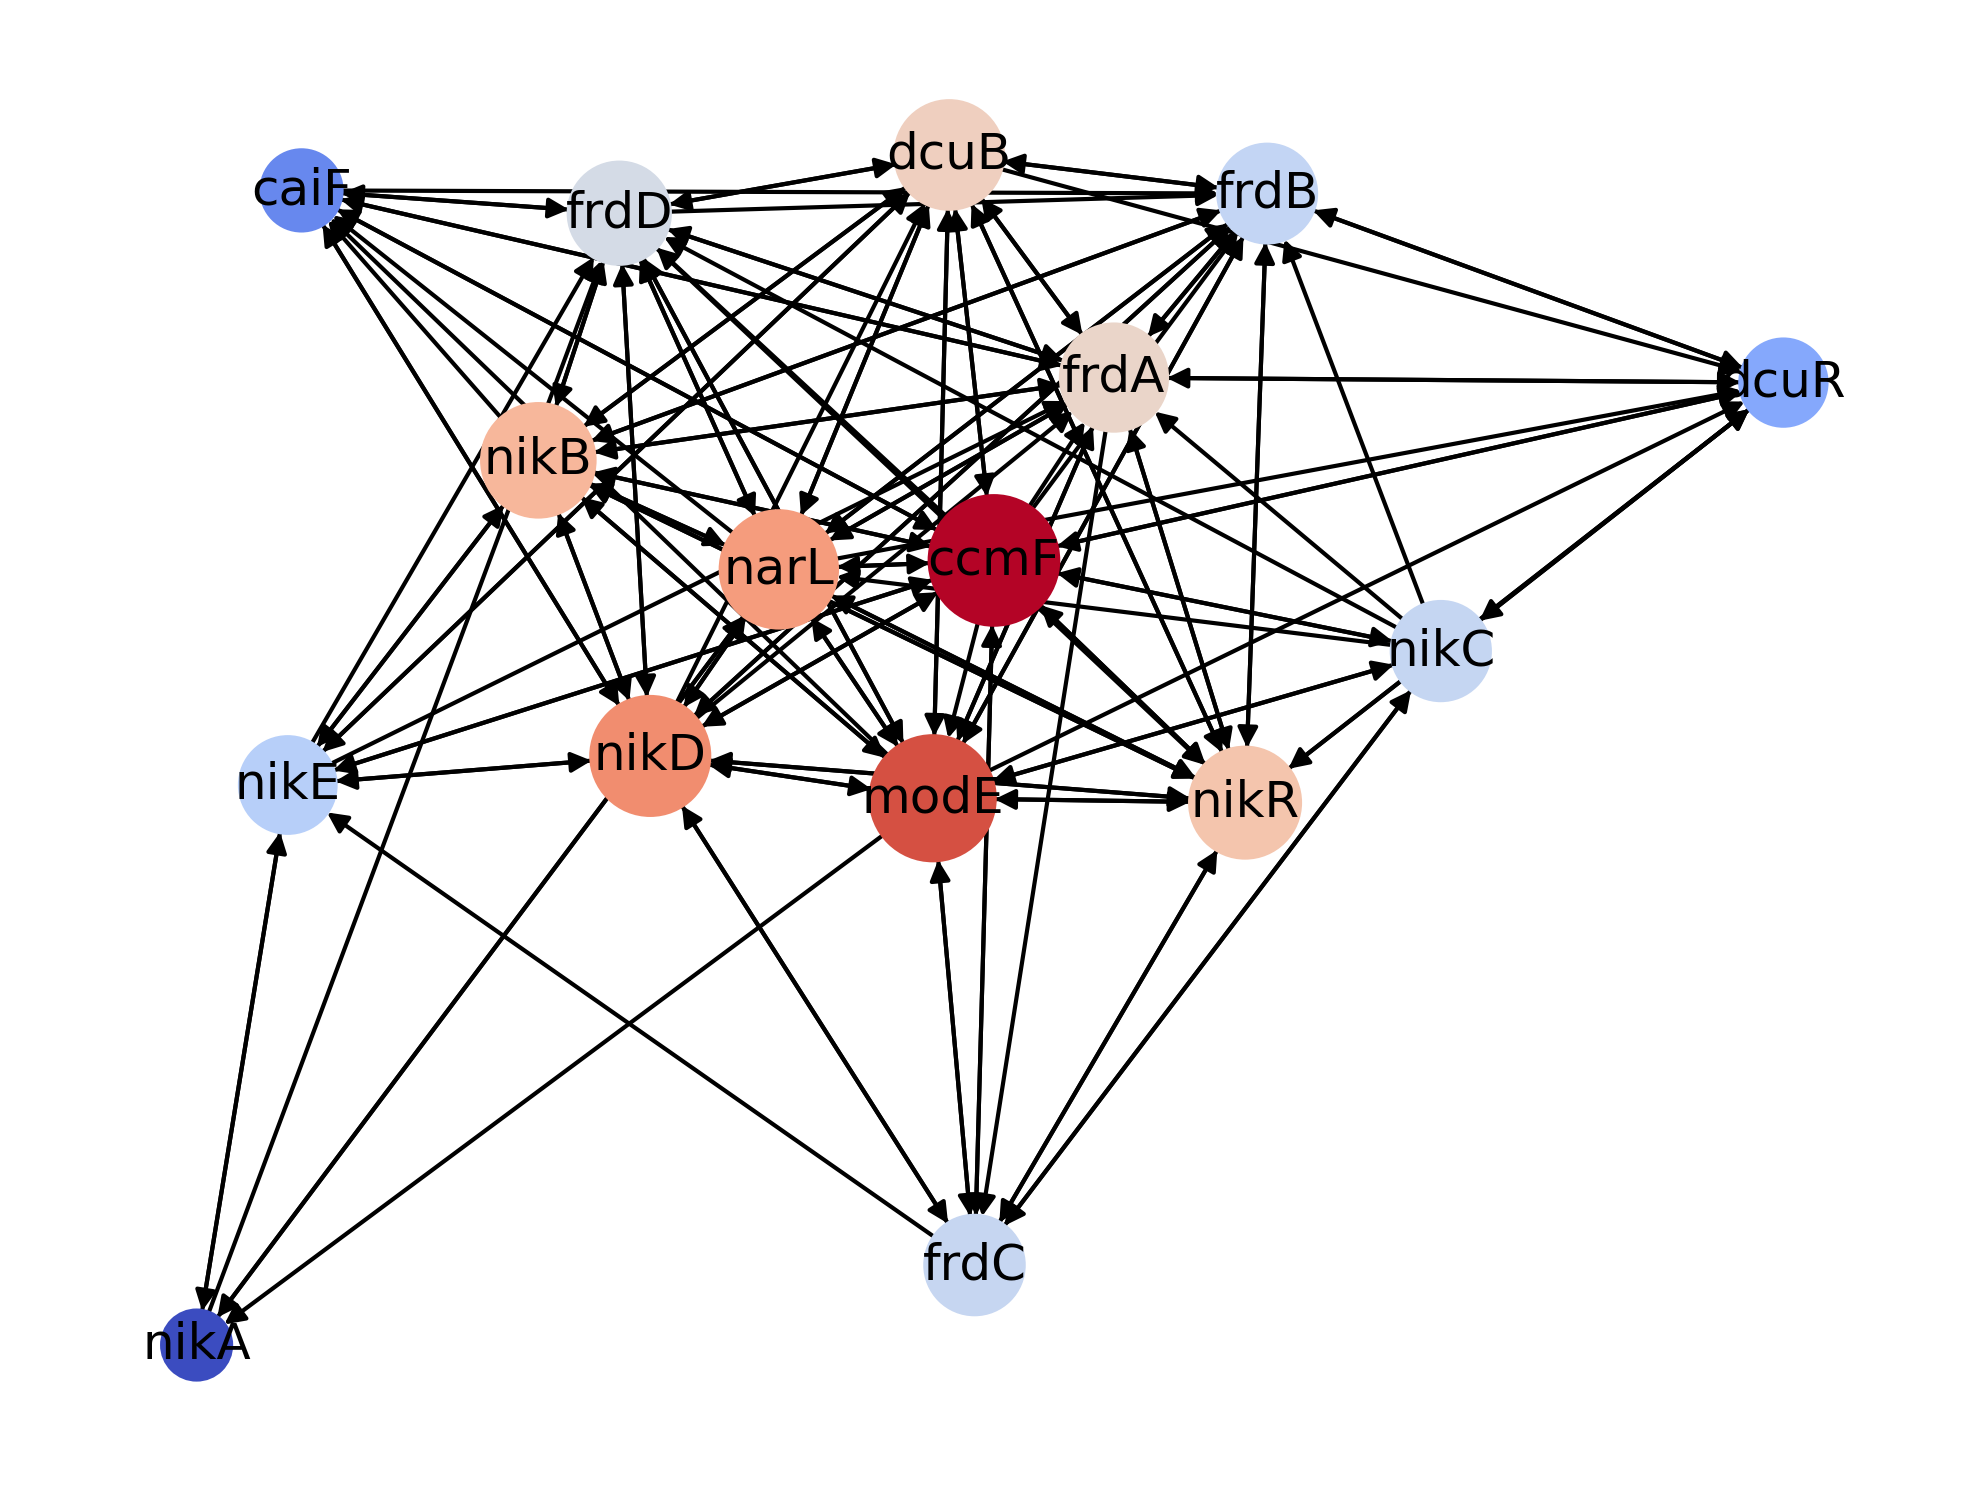 dcuB
caiF
frdD
frdB
frdA
dcuR
nikB
narL
ccmF
nikC
nikE
nikD
modE
nikR
frdC
nikA